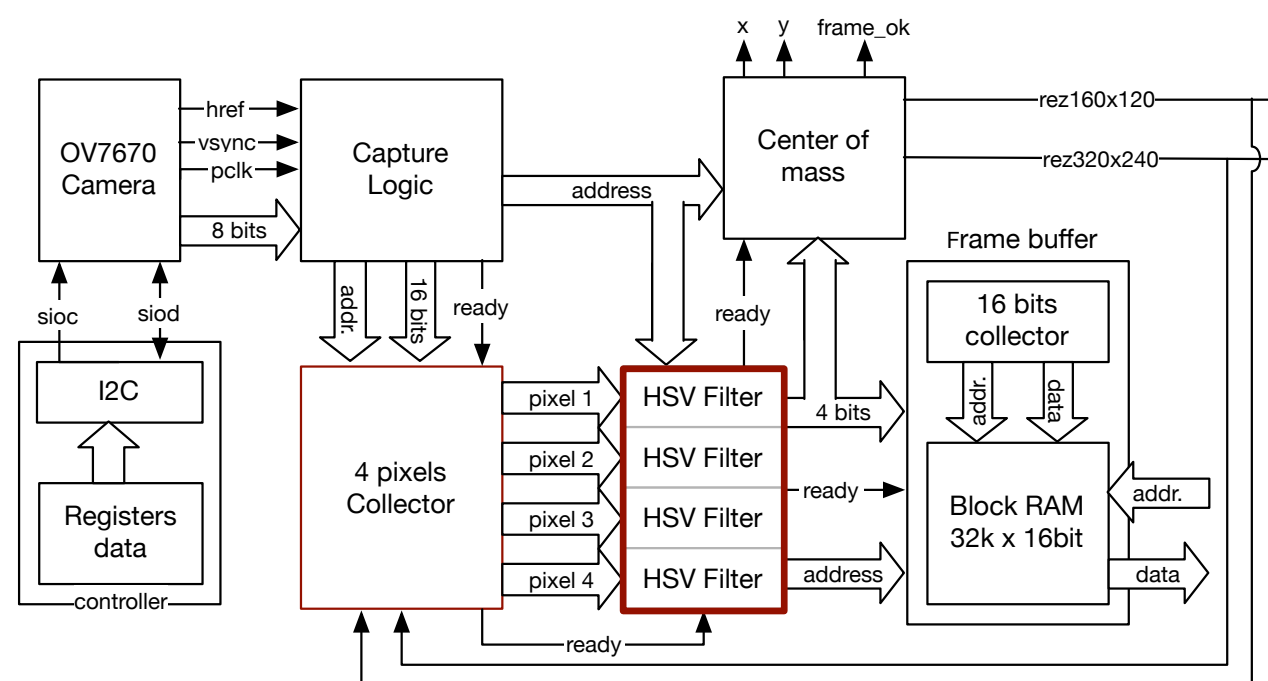 x
y
frame_ok
OV7670
Camera
href
vsync
pclk
8 bits
Capture
Logic
address
Center of
mass
rez160x120
rez320x240
sioc
siod
I2C
Registers
data
controller
addr.
16 bits
ready
4 pixels
Collector
pixel 1
pixel 2
pixel 3
pixel 4
ready
HSV Filter
HSV Filter
HSV Filter
HSV Filter
ready
4 bits
ready
address
Frame buffer
16 bits
collector
addr.
data
Block RAM
32k x 16bit
addr.
data